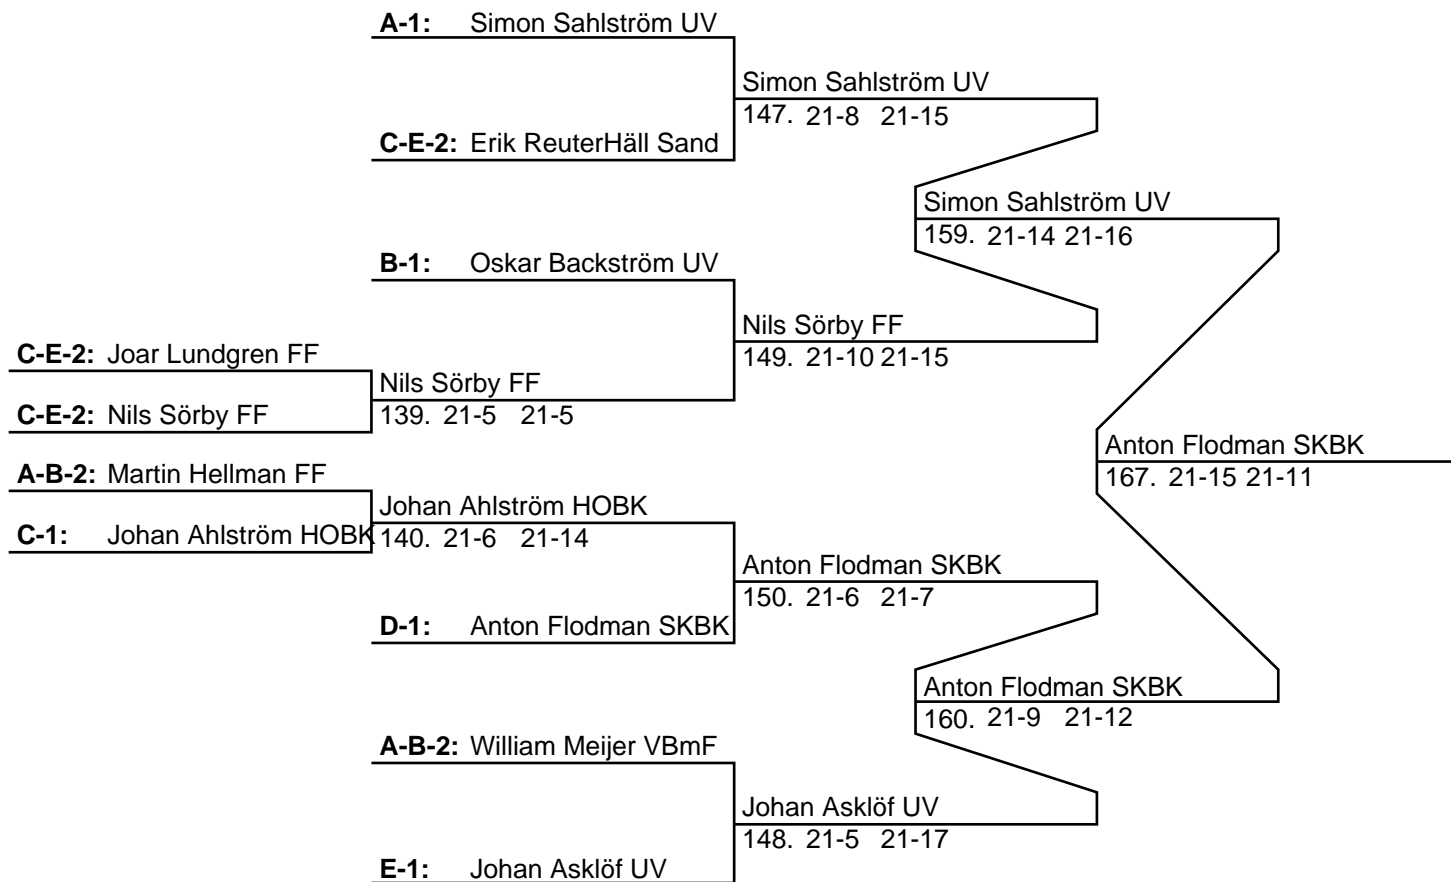 A-1: Simon Sahlström UV
Simon Sahlström UV
147. 21-8 21-15
C-E-2: Erik ReuterHäll Sand
Simon Sahlström UV
159. 21-14 21-16
B-1: Oskar Backström UV
Nils Sörby FF
149. 21-10 21-15
C-E-2: Joar Lundgren FF
Nils Sörby FF
139. 21-5 21-5
C-E-2: Nils Sörby FF
Anton Flodman SKBK
167. 21-15 21-11
A-B-2: Martin Hellman FF
Johan Ahlström HOBK
140. 21-6 21-14
C-1: Johan Ahlström HOBK
Anton Flodman SKBK
150. 21-6 21-7
D-1: Anton Flodman SKBK
Anton Flodman SKBK
160. 21-9 21-12
A-B-2: William Meijer VBmF
Johan Asklöf UV
148. 21-5 21-17
E-1: Johan Asklöf UV